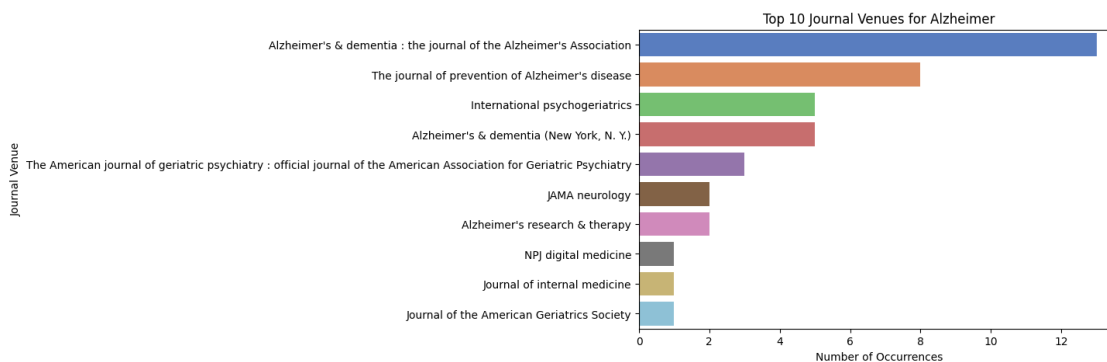 Top 10 Journal Venues for Alzheimer
Alzheimer's & dementia : the journal of the Alzheimer's Association
The journal of prevention of Alzheimer's disease
International psychogeriatrics
Alzheimer's & dementia (New York, N. Y.)
The American journal of geriatric psychiatry : official journal of the American Association for Geriatric Psychiatry
JAMA neurology
Alzheimer's research & therapy
NPJ digital medicine
Journal of internal medicine
Journal of the American Geriatrics Society
Journal Venue
0 2 4 6 8 10 12
Number of Occurrences